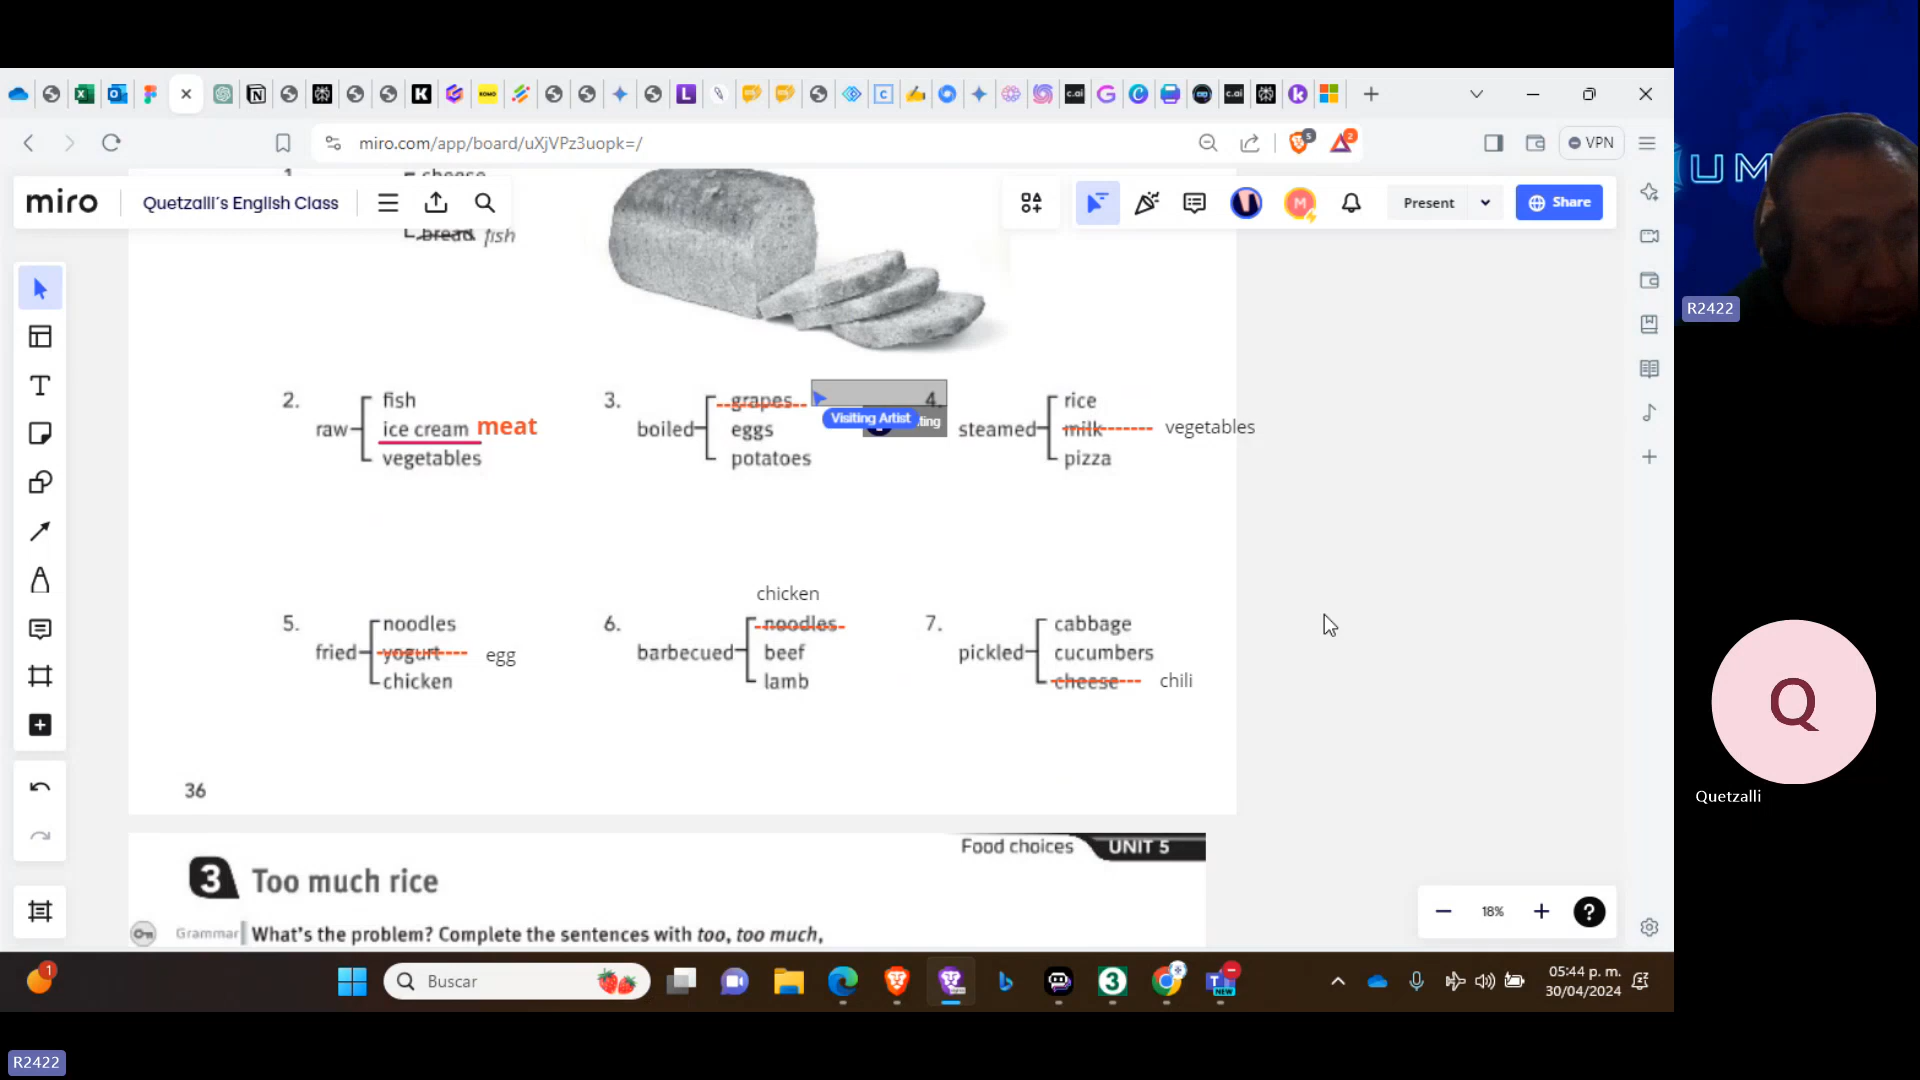 miro.com/app/board/uXjVPz3uopk=/
VPN
miro
Quetzalli´s English Class
Present
Share
1.
cheese
bread fish
2.
raw
fish
ice cream meat
vegetables
3.
boiled
grapes
eggs
potatoes
Visiting Artist
4.
steamed
rice
milk
vegetables
pizza
5.
fried
noodles
yogurt
egg
chicken
6.
chicken
barbecued
noodles
beef
lamb
7.
pickled
cabbage
cucumbers
cheese
chili
36
Food choices UNIT 5
3 Too much rice
Grammar What's the problem? Complete the sentences with too, too much,
18%
Buscar
05:44 p. m.
30/04/2024
R2422
UM
Q
Quetzalli
R2422